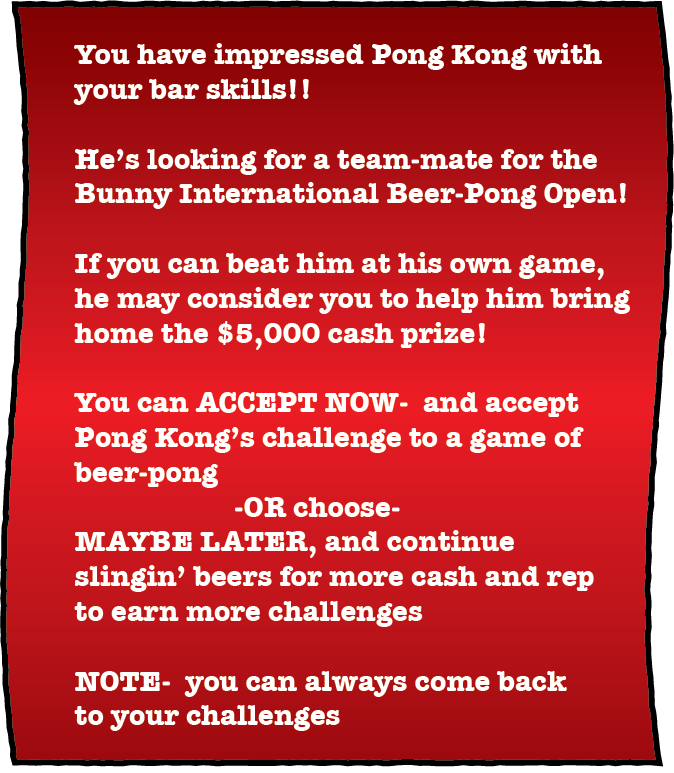 You have impressed Pong Kong with
your bar skills!!
He’s looking for a team-mate for the
Bunny International Beer-Pong Open!
If you can beat him at his own game,
he may consider you to help him bring
home the $5,000 cash prize!
You can ACCEPT NOW-  and accept
Pong Kong’s challenge to a game of
beer-pong
-OR choose-
MAYBE LATER, and continue
slingin’ beers for more cash and rep
to earn more challenges
NOTE-  you can always come back
to your challenges